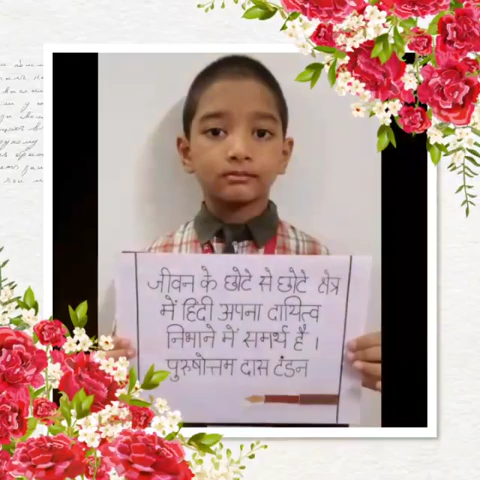 जीवन के छोटे से छोटे क्षेत्र
में हिंदी अपना दायित्व
निभाने में समर्थ है ।
पुरुषोत्तम दास टंडन